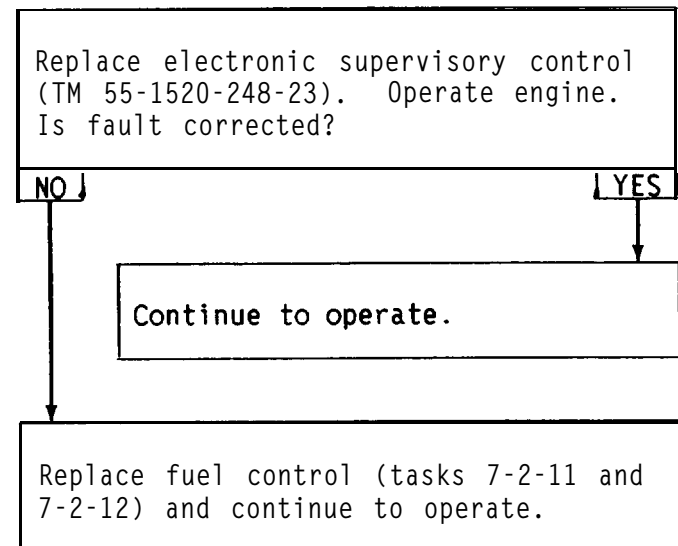 Replace electronic supervisory control
(TM 55-1520-248-23). Operate engine.
Is fault corrected?
NO
YES
Continue to operate.
Replace fuel control (tasks 7-2-11 and
7-2-12) and continue to operate.